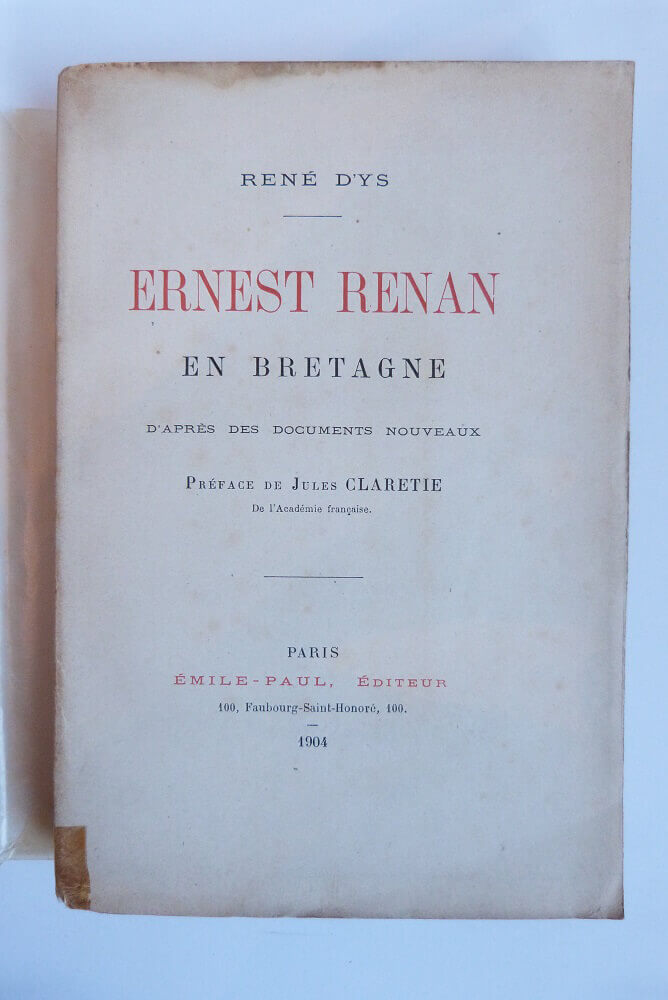 RENÉ D'YS
ERNEST RENAN
EN BRETAGNE
D'APRÈS DES DOCUMENTS NOUVEAUX
PRÉFACE DE JULES CLARETIE
De l'Académie française.
PARIS
ÉMILE-PAUL, ÉDITEUR
100, Faubourg-Saint-Honoré, 100.
1904